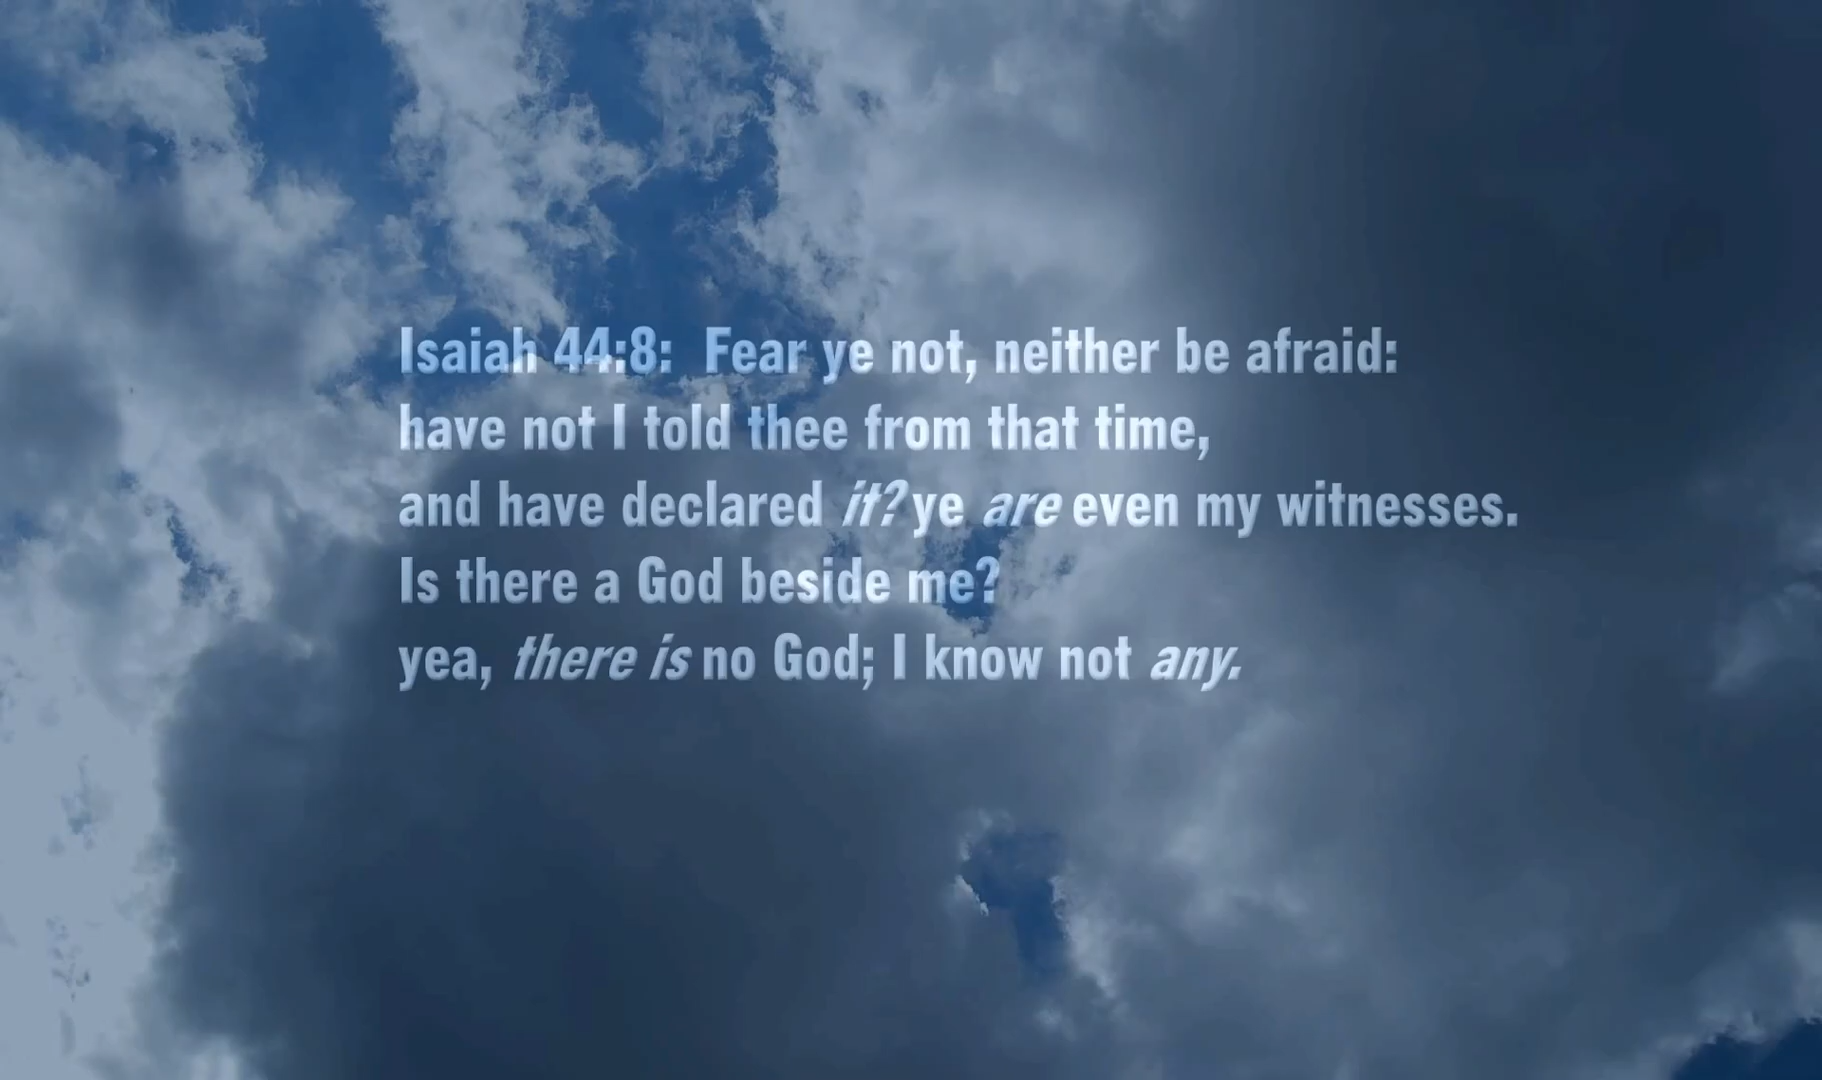 Isaiah 44:8:  Fear ye not, neither be afraid:
have not I told thee from that time,
and have declared it? ye are even my witnesses.
Is there a God beside me?
yea, there is no God; I know not any.